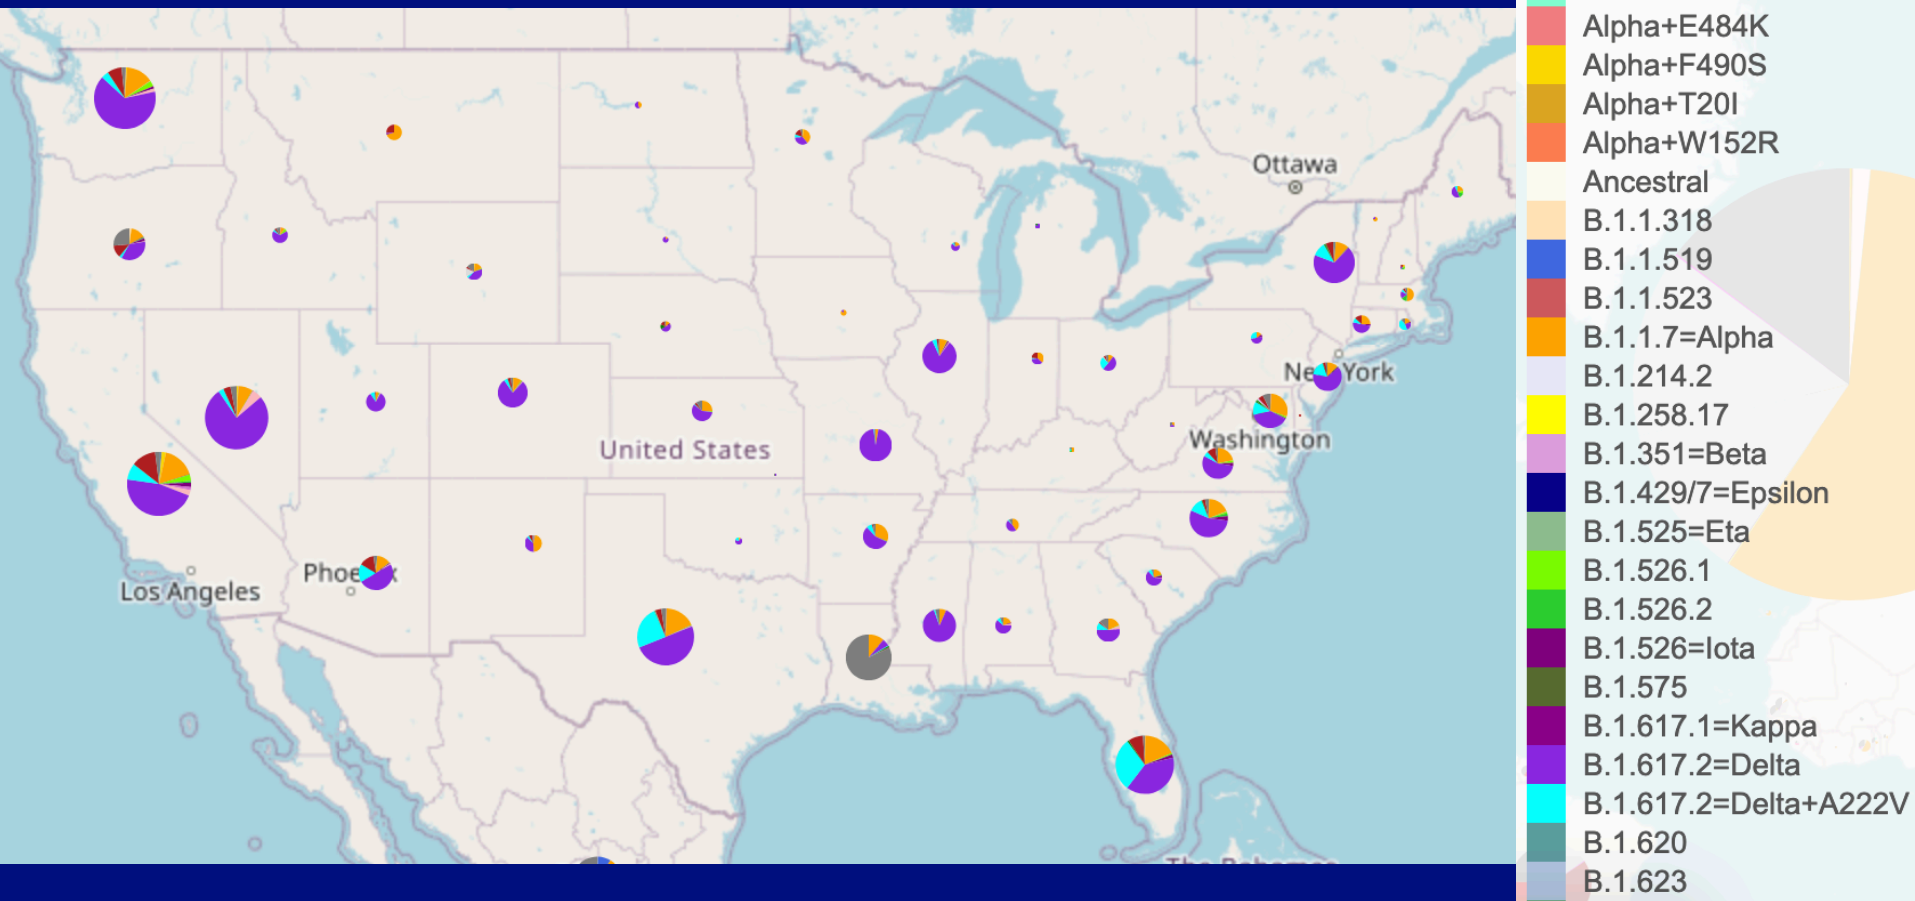 Ottawa
New York
Washington
United States
Los Angeles
The Bahamas
Alpha+E484K
Alpha+F490S
Alpha+T20I
Alpha+W152R
Ancestral
B.1.1.318
B.1.1.519
B.1.1.523
B.1.1.7=Alpha
B.1.214.2
B.1.258.17
B.1.351=Beta
B.1.429/7=Epsilon
B.1.525=Eta
B.1.526.1
B.1.526.2
B.1.526=Iota
B.1.575
B.1.617.1=Kappa
B.1.617.2=Delta
B.1.617.2=Delta+A222V
B.1.620
B.1.623